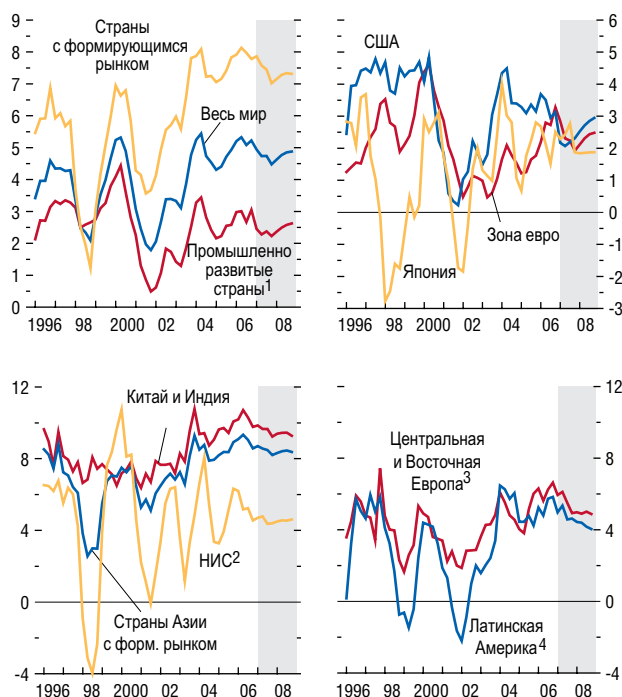 9
8
7
6
5
4
3
2
1
0
Страны
с формирующимся
рынком
Весь мир
Промышленно
развитые
страны1
1996 98 2000 02 04 06 08
США
Зона евро
Япония
6
5
4
3
2
1
0
-1
-2
-3
1996 98 2000 02 04 06 08
12
8
4
0
-4
Китай и Индия
НИС2
Страны Азии
с форм. рынком
1996 98 2000 02 04 06 08
Центральная
и Восточная
Европа3
Латинская
Америка4
12
8
4
0
-4
1996 98 2000 02 04 06 08